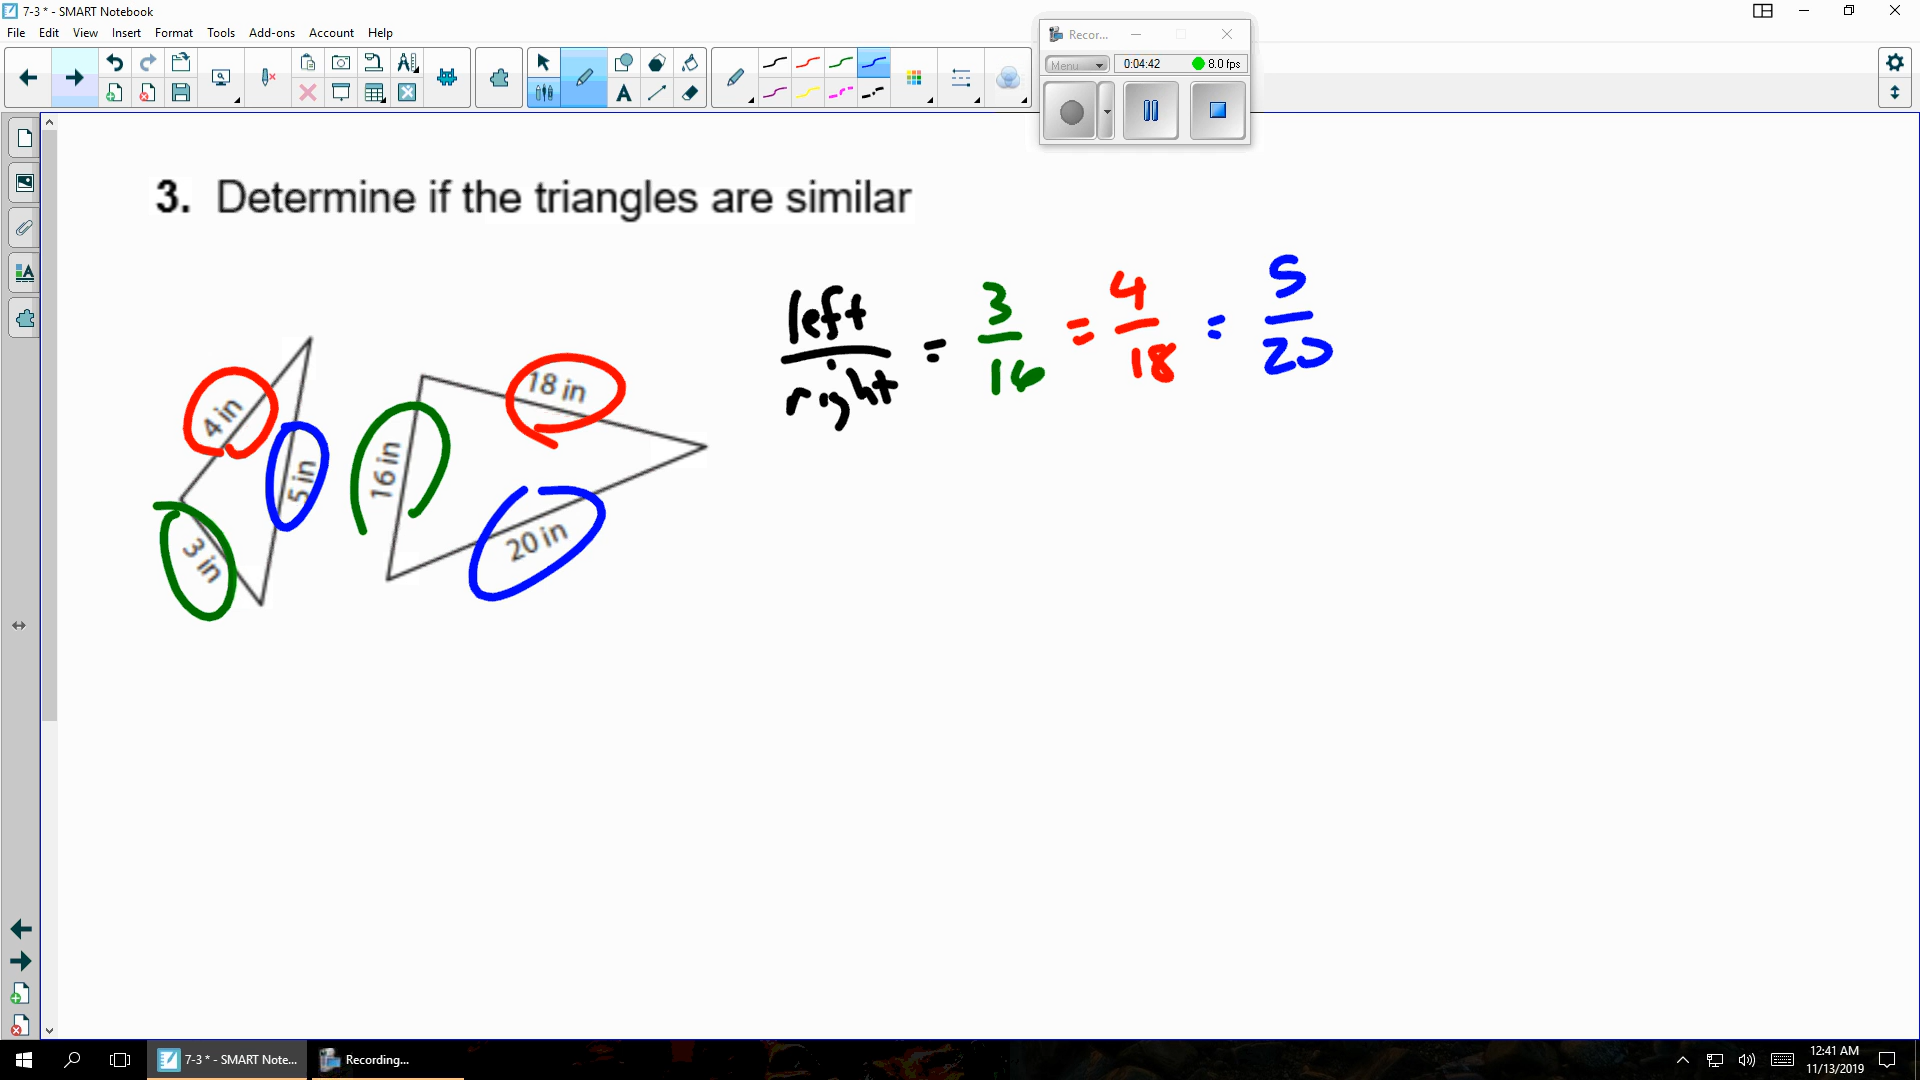 7-3 * - SMART Notebook
File Edit View Insert Format Tools Add-ons Account Help
Recor...
Menu 0:04:42 8.0 fps
3. Determine if the triangles are similar
left = 3 = 4 = 5
right 16 18 20
4 in
5 in
3 in
18 in
16 in
20 in
7-3 * - SMART Note...
Recording...
12:41 AM
11/13/2019